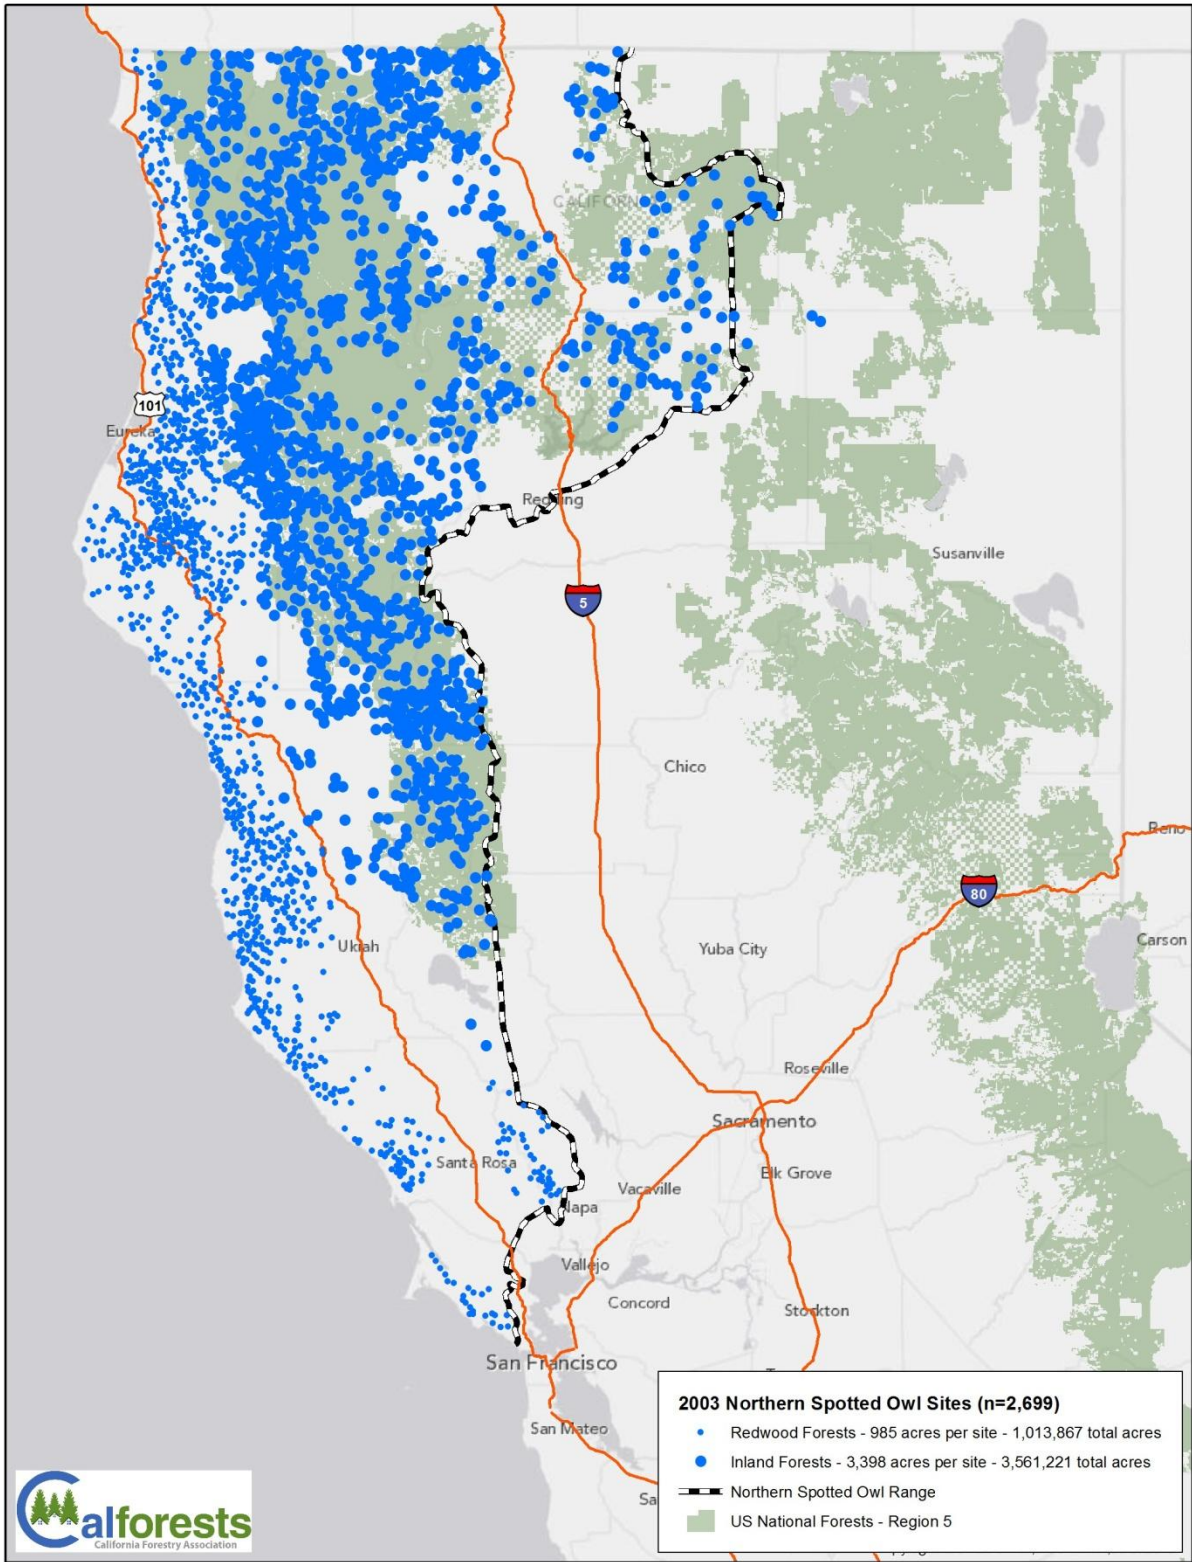 CALIFORN
101
Eureka
Redding
Susanville
5
Chico
Reno
80
Ukiah
Yuba City
Carson
Roseville
Sacramento
Santa Rosa
Elk Grove
Vacaville
Napa
Vallejo
Concord
Stockton
San Francisco
San Mateo
Sa
2003 Northern Spotted Owl Sites (n=2,699)
Redwood Forests - 985 acres per site - 1,013,867 total acres
Inland Forests - 3,398 acres per site - 3,561,221 total acres
Northern Spotted Owl Range
US National Forests - Region 5
Calforests
California Forestry Association